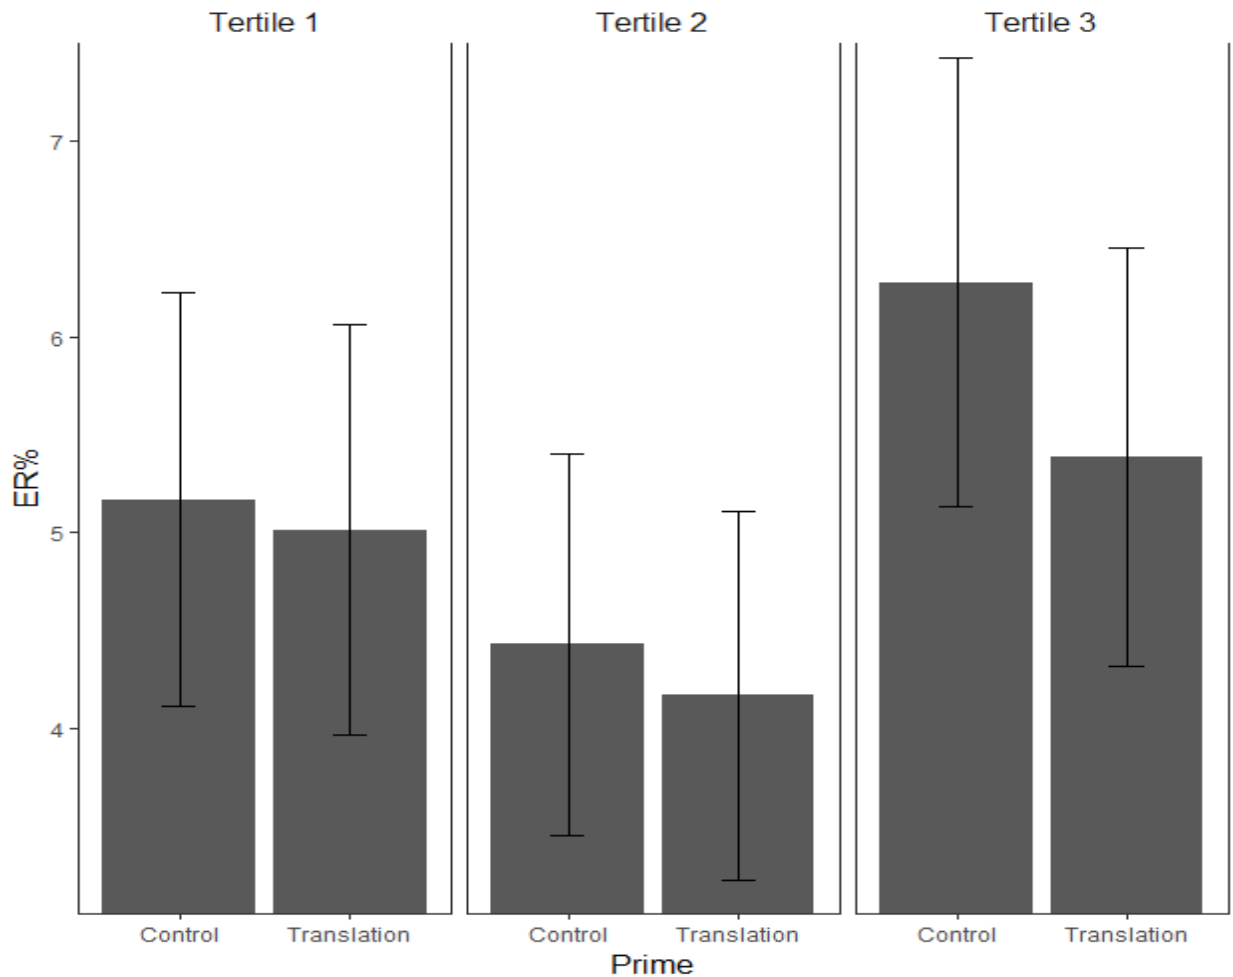 Tertile 1 Tertile 2 Tertile 3
7
6
5
4
ER%
Control Translation Control Translation Control Translation
Prime